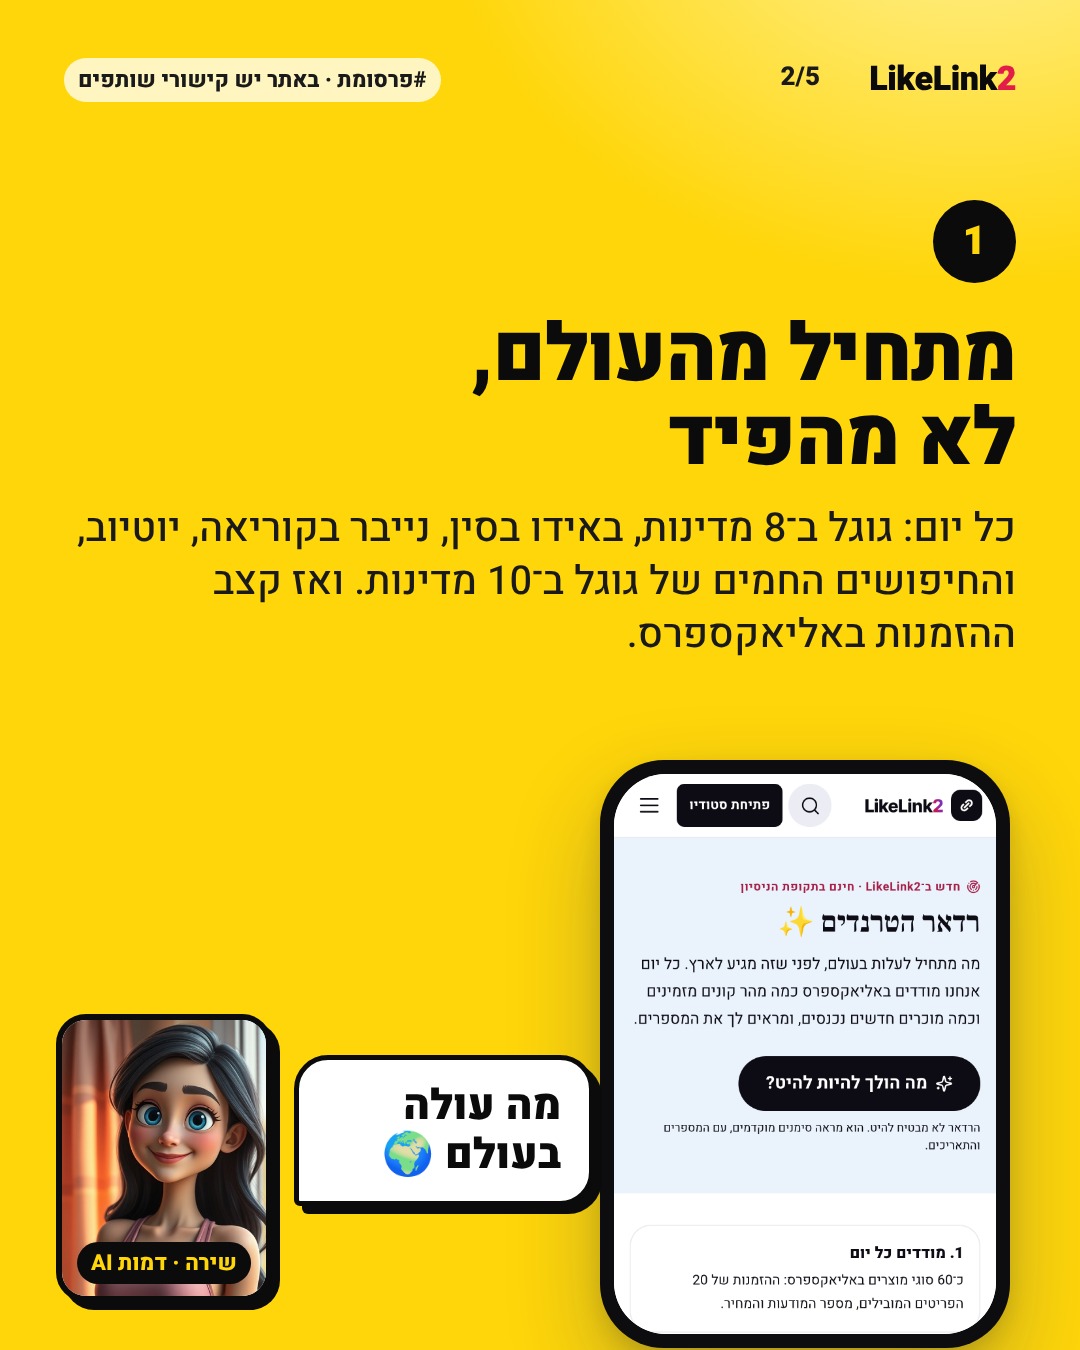 LikeLink2
2/5
#פרסומת · באתר יש קישורי שותפים
1
מתחיל מהעולם,
לא מהפיד
כל יום: גוגל ב־8 מדינות, באידו בסין, נייבר בקוריאה, יוטיוב,
והחיפושים החמים של גוגל ב־10 מדינות. ואז קצב
ההזמנות באליאקספרס.
LikeLink2
פתיחת סטודיו
חדש ב־LikeLink2 · חינם בתקופת הניסיון
רדאר הטרנדים ✨
מה מתחיל לעלות בעולם, לפני שזה מגיע לארץ. כל יום
אנחנו מודדים באליאקספרס כמה מהר קונים מזמינים
וכמה מוכרים חדשים נכנסים, ומראים לך את המספרים.
מה הולך להיות להיט?
הרדאר לא מבטיח להיט. הוא מראה סימנים מוקדמים, עם המספרים
והתאריכים.
1. מודדים כל יום
כ־60 סוגי מוצרים באליאקספרס: ההזמנות של 20
הפריטים המובילים, מספר המודעות והמחיר.
מה עולה
בעולם 🌍
שירה · דמות AI